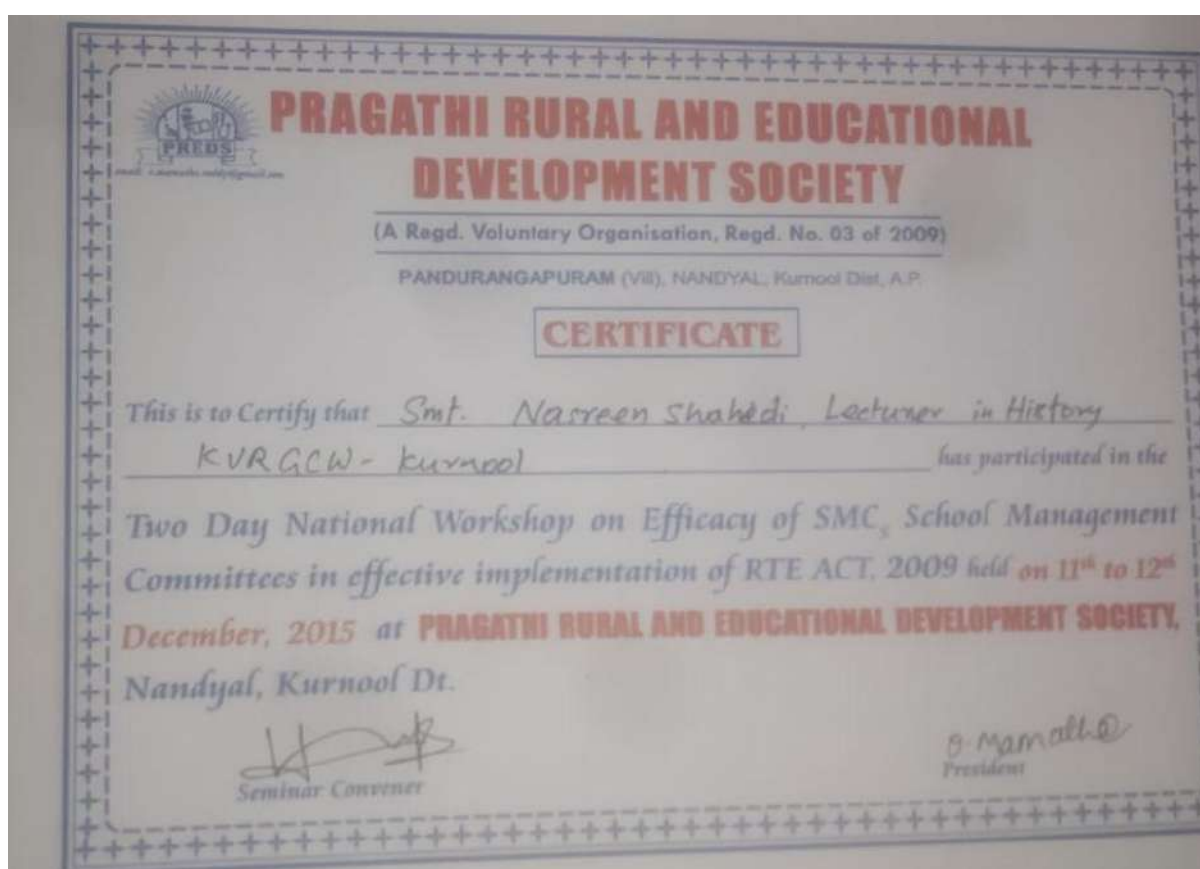 PRAGATHI RURAL AND EDUCATIONAL
DEVELOPMENT SOCIETY
PREDS
(A Regd. Voluntary Organisation, Regd. No. 03 of 2009)
PANDURANGAPURAM (Vill), NANDYAL, Kurnool Dist, A.P.
CERTIFICATE
This is to Certify that Smt. Nasreen Shahedi, Lecturer in History
KVRGCW - Kurnool has participated in the
Two Day National Workshop on Efficacy of SMCs School Management
Committees in effective implementation of RTE ACT, 2009 held on 11th to 12th
December, 2015 at PRAGATHI RURAL AND EDUCATIONAL DEVELOPMENT SOCIETY,
Nandyal, Kurnool Dt.
Seminar Convener
President